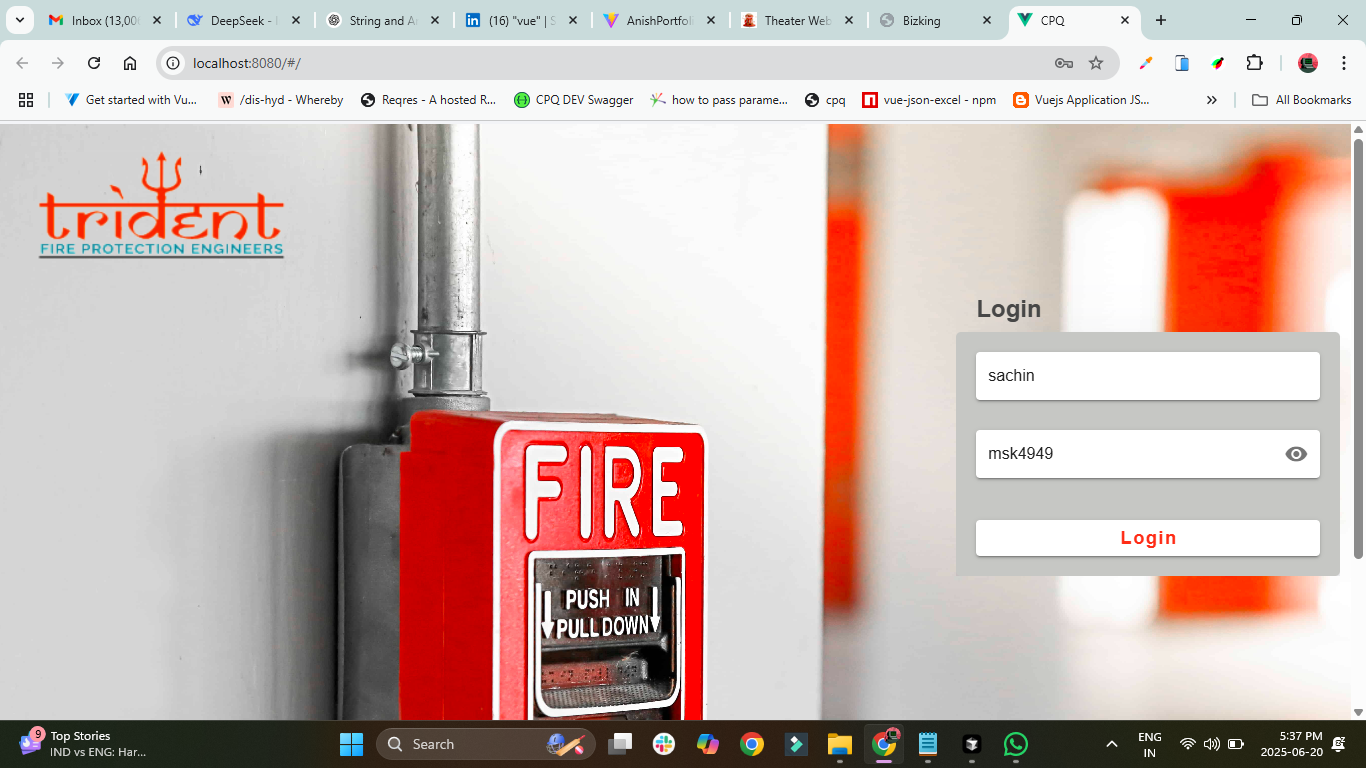 Inbox (13,00
DeepSeek -
String and A
(16) "vue" | S
AnishPortfoli
Theater Web
Bizking
CPQ
localhost:8080/#/
Get started with Vu...
/dis-hyd - Whereby
Reqres - A hosted R...
CPQ DEV Swagger
how to pass parame...
cpq
vue-json-excel - npm
Vuejs Application JS...
All Bookmarks
trident
FIRE PROTECTION ENGINEERS
Login
sachin
msk4949
Login
FIRE
PUSH IN
PULL DOWN
9
Top Stories
IND vs ENG: Har...
Search
ENG
IN
5:37 PM
2025-06-20